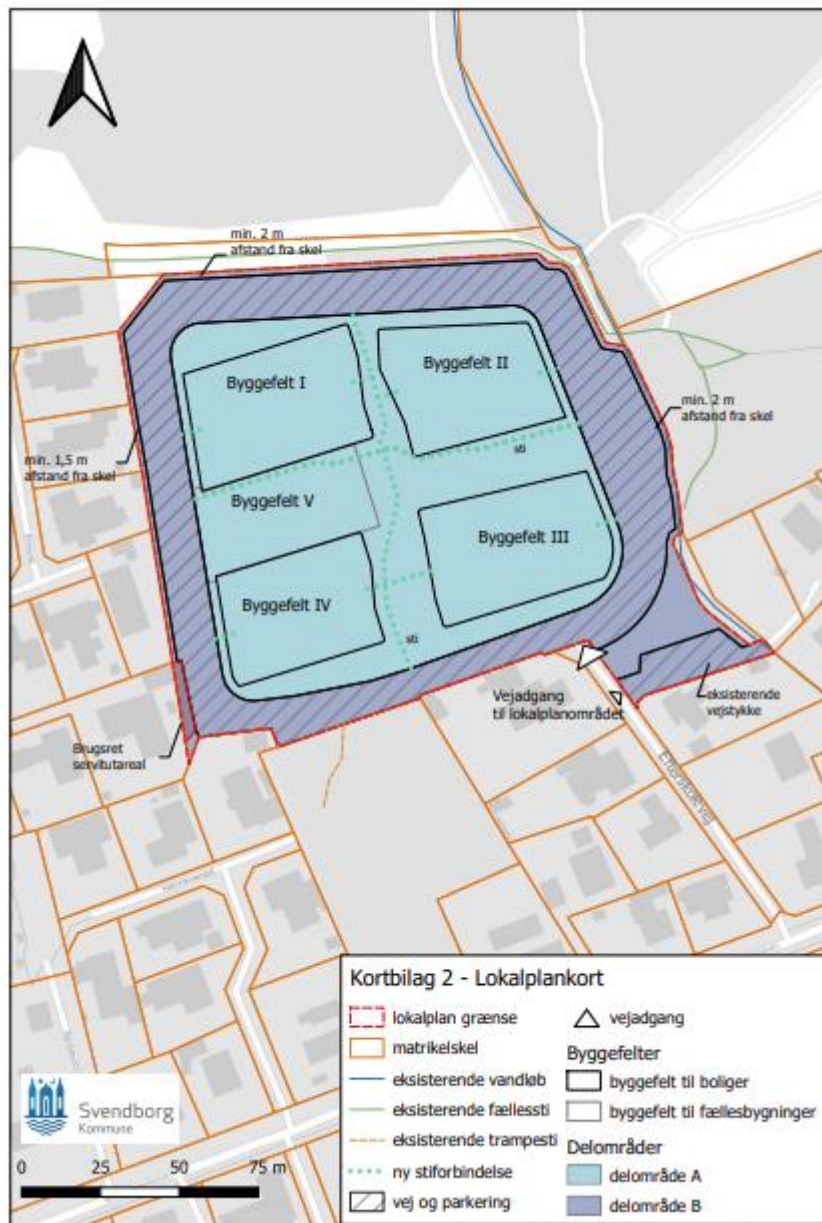 min. 2 m
afstand fra skel
Byggefelt I
Byggefelt II
min. 2 m
afstand fra skel
min. 1,5 m
afstand fra skel
sti
Byggefelt V
Byggefelt III
Byggefelt IV
sti
Vejadgang
til lokalplanområdet
eksisterende
vejstykke
Brugsret
servitutareal
Efterskolevej
Kortbilag 2 - Lokalplankort
lokalplan grænse
matrikelskel
eksisterende vandløb
eksisterende fællessti
eksisterende trampesti
ny stiforbindelse
vej og parkering
vejadgang
Byggefelter
byggefelt til boliger
byggefelt til fællesbygninger
Delområder
delområde A
delområde B
Svendborg
Kommune
0 25 50 75 m